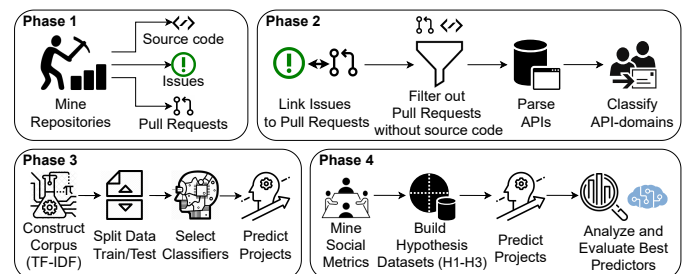 Phase 1
Source code
Issues
Pull Requests
Mine
Repositories
Phase 2
Link Issues
to Pull Requests
Filter out
Pull Requests
without source code
Parse
APIs
Classify
API-domains
Phase 3
π
Construct
Corpus
(TF-IDF)
Split Data
Train/Test
Select
Classifiers
Predict
Projects
Phase 4
Mine
Social
Metrics
Build
Hypothesis
Datasets (H1-H3)
Predict
Projects
Analyze and
Evaluate Best
Predictors